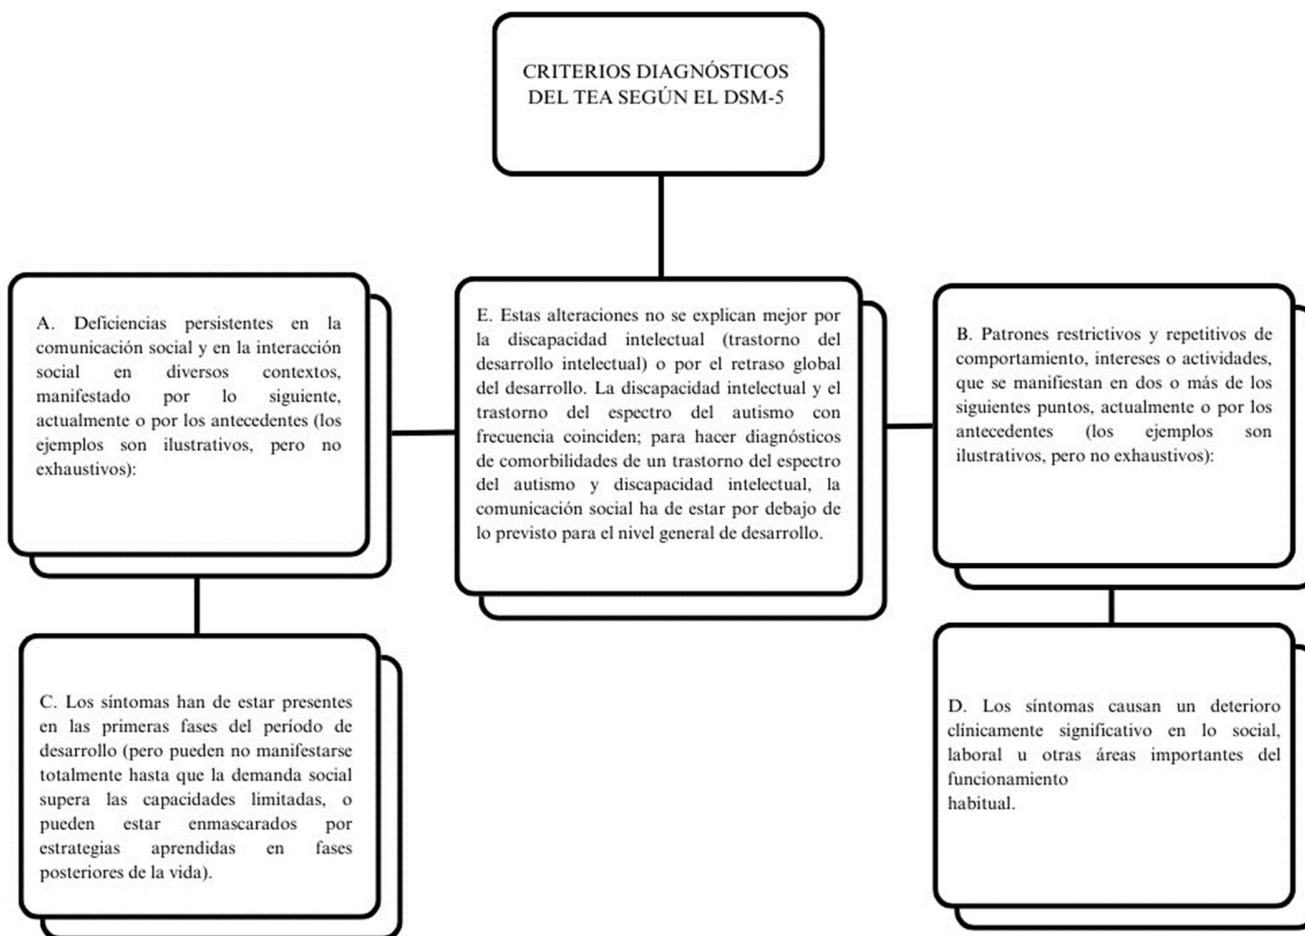 CRITERIOS DIAGNÓSTICOS
DEL TEA SEGÚN EL DSM-5
A. Deficiencias persistentes en la
comunicación social y en la interacción
social en diversos contextos,
manifestado por lo siguiente,
actualmente o por los antecedentes (los
ejemplos son ilustrativos, pero no
exhaustivos):
E. Estas alteraciones no se explican mejor por
la discapacidad intelectual (trastorno del
desarrollo intelectual) o por el retraso global
del desarrollo. La discapacidad intelectual y el
trastorno del espectro del autismo con
frecuencia coinciden; para hacer diagnósticos
de comorbilidades de un trastorno del espectro
del autismo y discapacidad intelectual, la
comunicación social ha de estar por debajo de
lo previsto para el nivel general de desarrollo.
B. Patrones restrictivos y repetitivos de
comportamiento, intereses o actividades,
que se manifiestan en dos o más de los
siguientes puntos, actualmente o por los
antecedentes (los ejemplos son
ilustrativos, pero no exhaustivos):
C. Los síntomas han de estar presentes
en las primeras fases del período de
desarrollo (pero pueden no manifestarse
totalmente hasta que la demanda social
supera las capacidades limitadas, o
pueden estar enmascarados por
estrategias aprendidas en fases
posteriores de la vida).
D. Los síntomas causan un deterioro
clínicamente significativo en lo social,
laboral u otras áreas importantes del
funcionamiento
habitual.